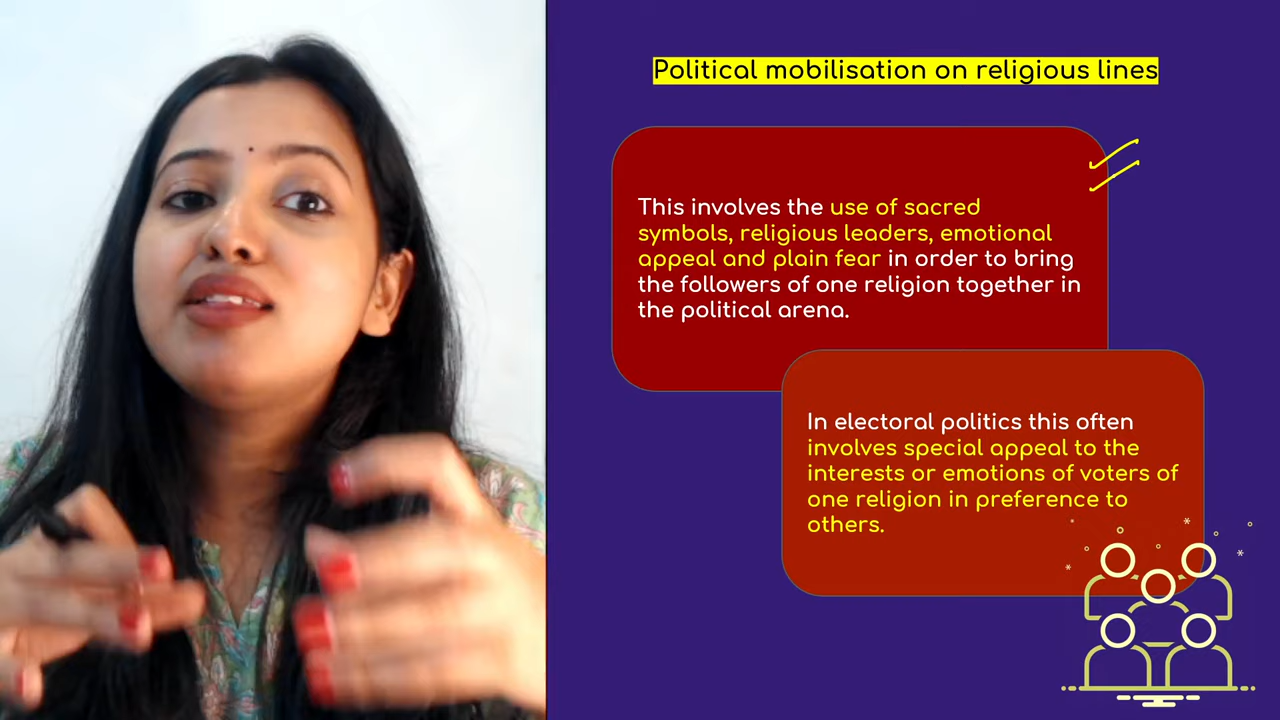 Political mobilisation on religious lines
This involves the use of sacred
symbols, religious leaders, emotional
appeal and plain fear in order to bring
the followers of one religion together in
the political arena.
In electoral politics this often
involves special appeal to the
interests or emotions of voters of
one religion in preference to
others.